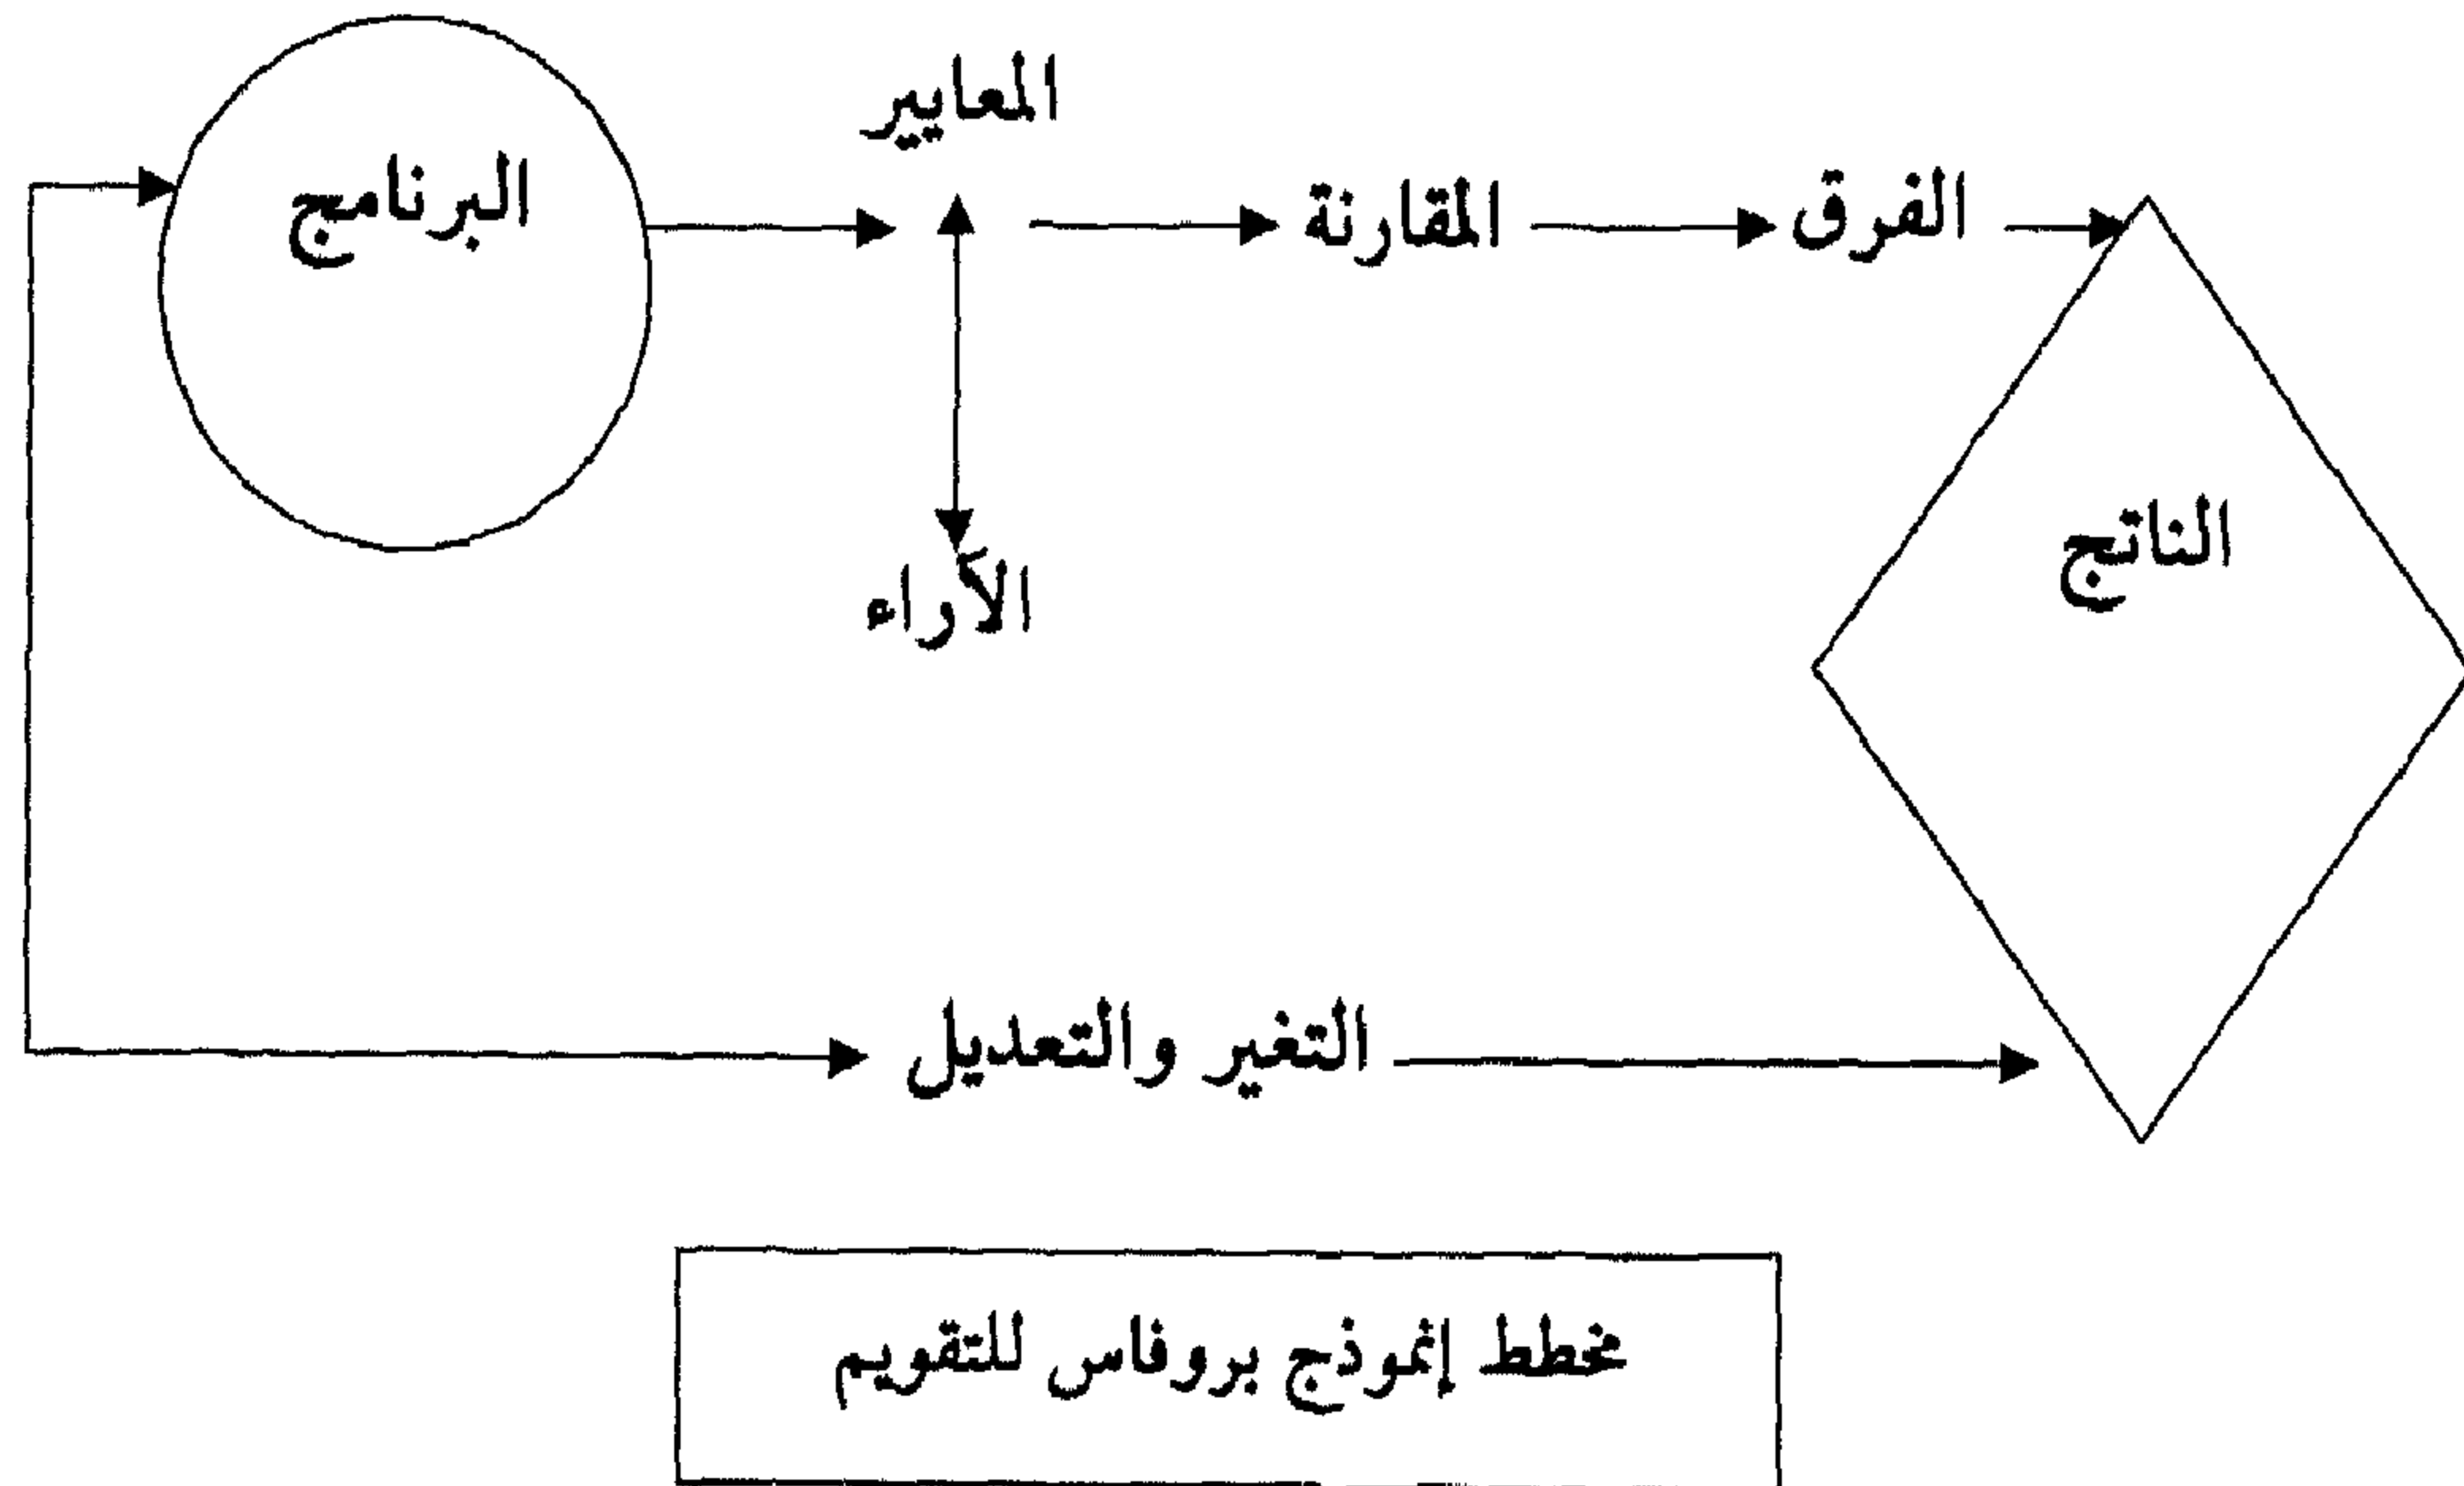 المعايير
البرنامج
المقارنة
الفرق
الآراء
الناتج
التغير والتعديل
مخطط إنموذج بروفاس للتقويم